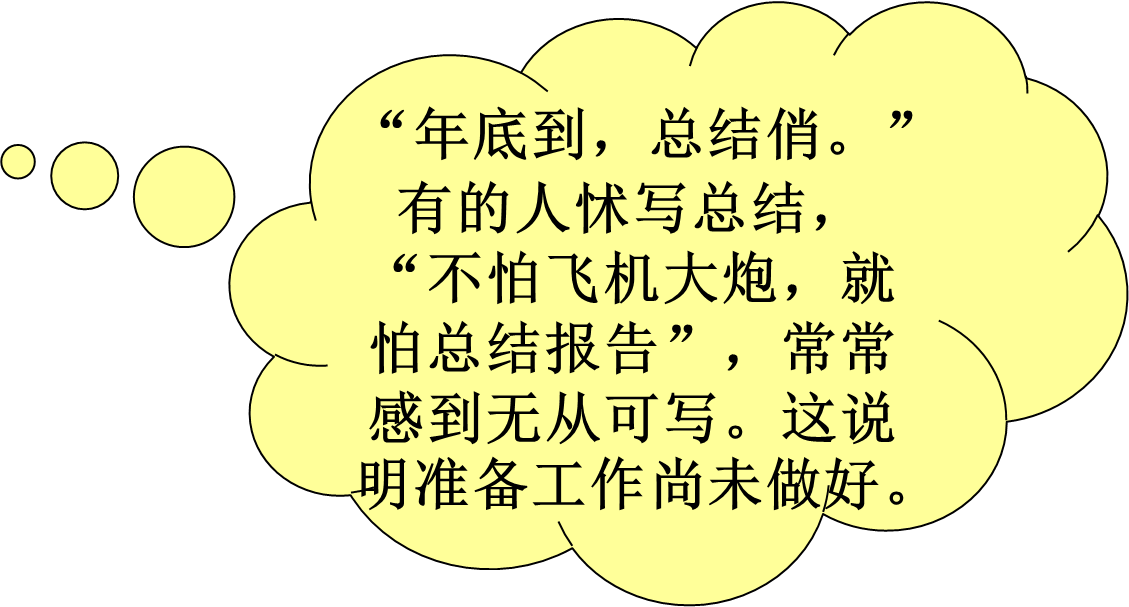 “年底到，总结俏。”
有的人怵写总结，
“不怕飞机大炮，就
怕总结报告”，常常
感到无从可写。这说
明准备工作尚未做好。